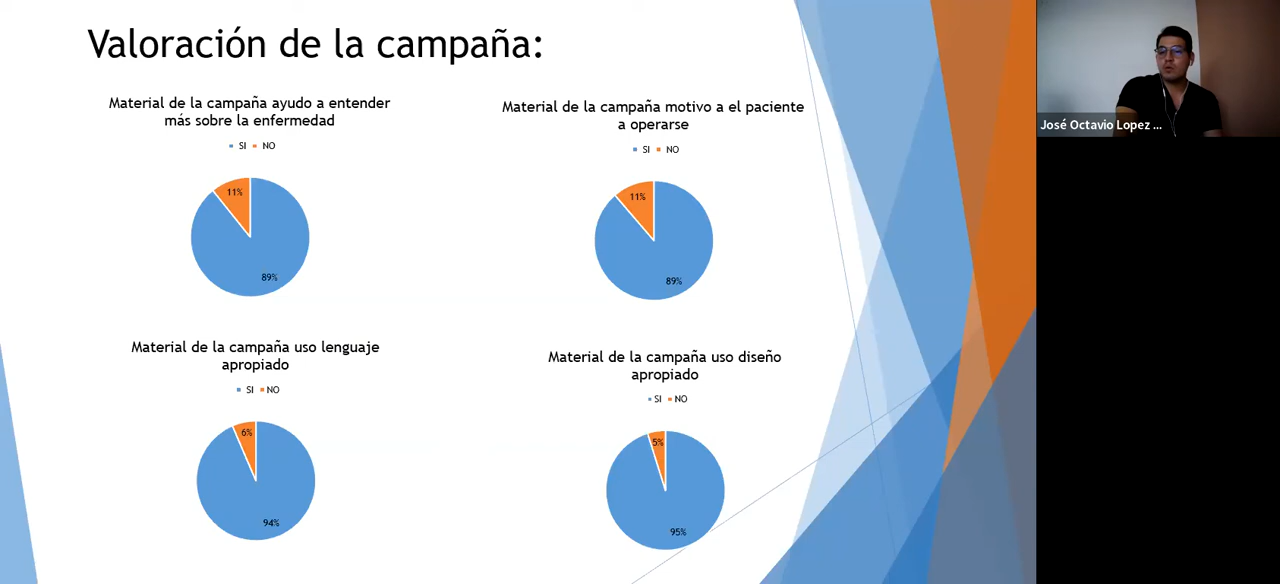 Valoración de la campaña:
Material de la campaña ayudo a entender
más sobre la enfermedad
SI NO
11%
89%
Material de la campaña motivo a el paciente
a operarse
SI NO
11%
89%
Material de la campaña uso lenguaje
apropiado
SI NO
6%
94%
Material de la campaña uso diseño
apropiado
SI NO
5%
95%
José Octavio Lopez ...